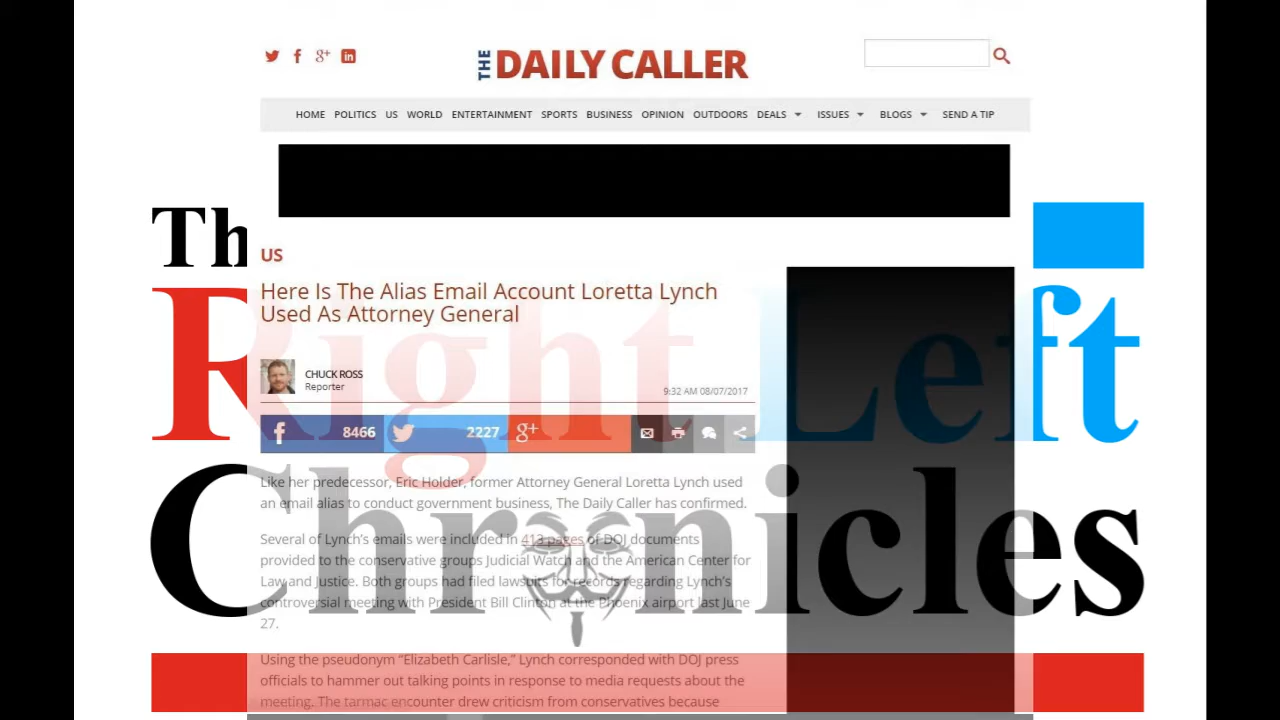 THE DAILY CALLER
HOME POLITICS US WORLD ENTERTAINMENT SPORTS BUSINESS OPINION OUTDOORS DEALS ISSUES BLOGS SEND A TIP
The
Right Left
Chronicles
US
Here Is The Alias Email Account Loretta Lynch
Used As Attorney General
CHUCK ROSS
Reporter
9:32 AM 08/07/2017
8466 2227 g+
Like her predecessor, Eric Holder, former Attorney General Loretta Lynch used
an email alias to conduct government business, The Daily Caller has confirmed.
Several of Lynch's emails were included in 413 pages of DOJ documents
provided to the conservative groups Judicial Watch and the American Center for
Law and Justice. Both groups had filed lawsuits for records regarding Lynch's
controversial meeting with President Bill Clinton at the Phoenix airport last June
27.
Using the pseudonym “Elizabeth Carlisle,” Lynch corresponded with DOJ press
officials to hammer out talking points in response to media requests about the
meeting. The tarmac encounter drew criticism from conservatives because